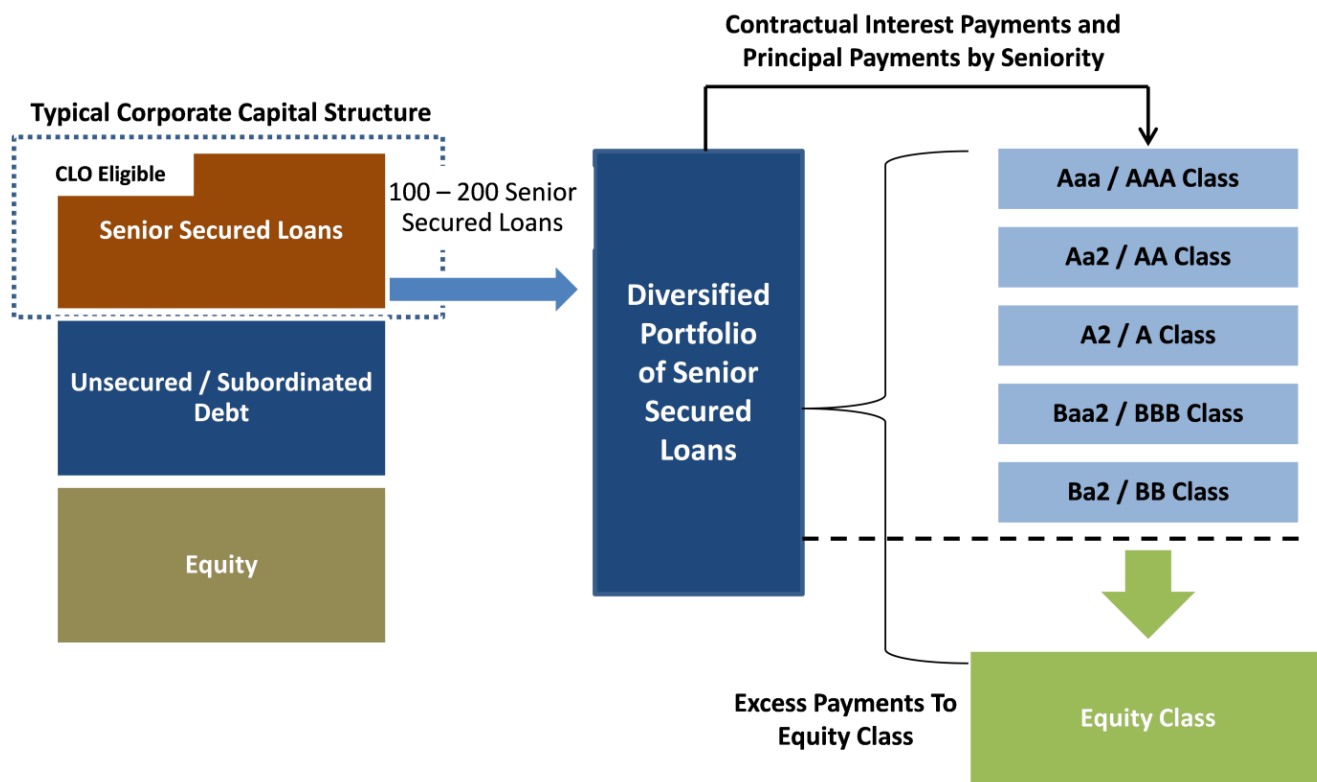 Contractual Interest Payments and
Principal Payments by Seniority
Typical Corporate Capital Structure
CLO Eligible
Senior Secured Loans
100 – 200 Senior
Secured Loans
Unsecured / Subordinated
Debt
Equity
Diversified
Portfolio
of Senior
Secured
Loans
Aaa / AAA Class
Aa2 / AA Class
A2 / A Class
Baa2 / BBB Class
Ba2 / BB Class
Excess Payments To
Equity Class
Equity Class